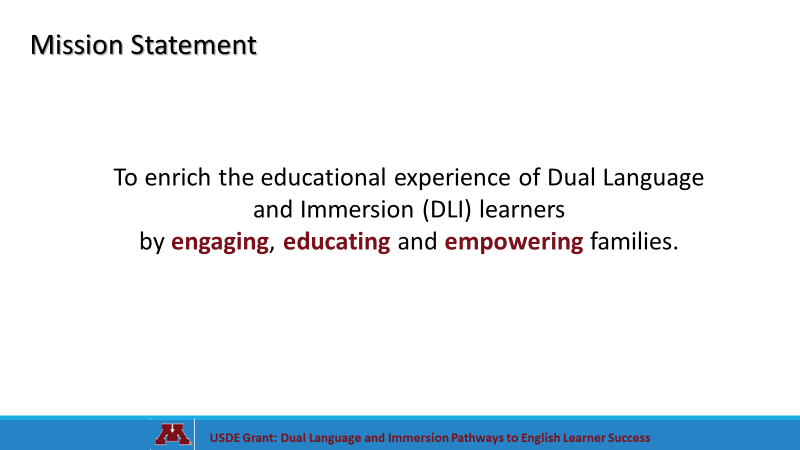 Mission Statement
To enrich the educational experience of Dual Language
and Immersion (DLI) learners
by engaging, educating and empowering families.
M
USDE Grant: Dual Language and Immersion Pathways to English Learner Success